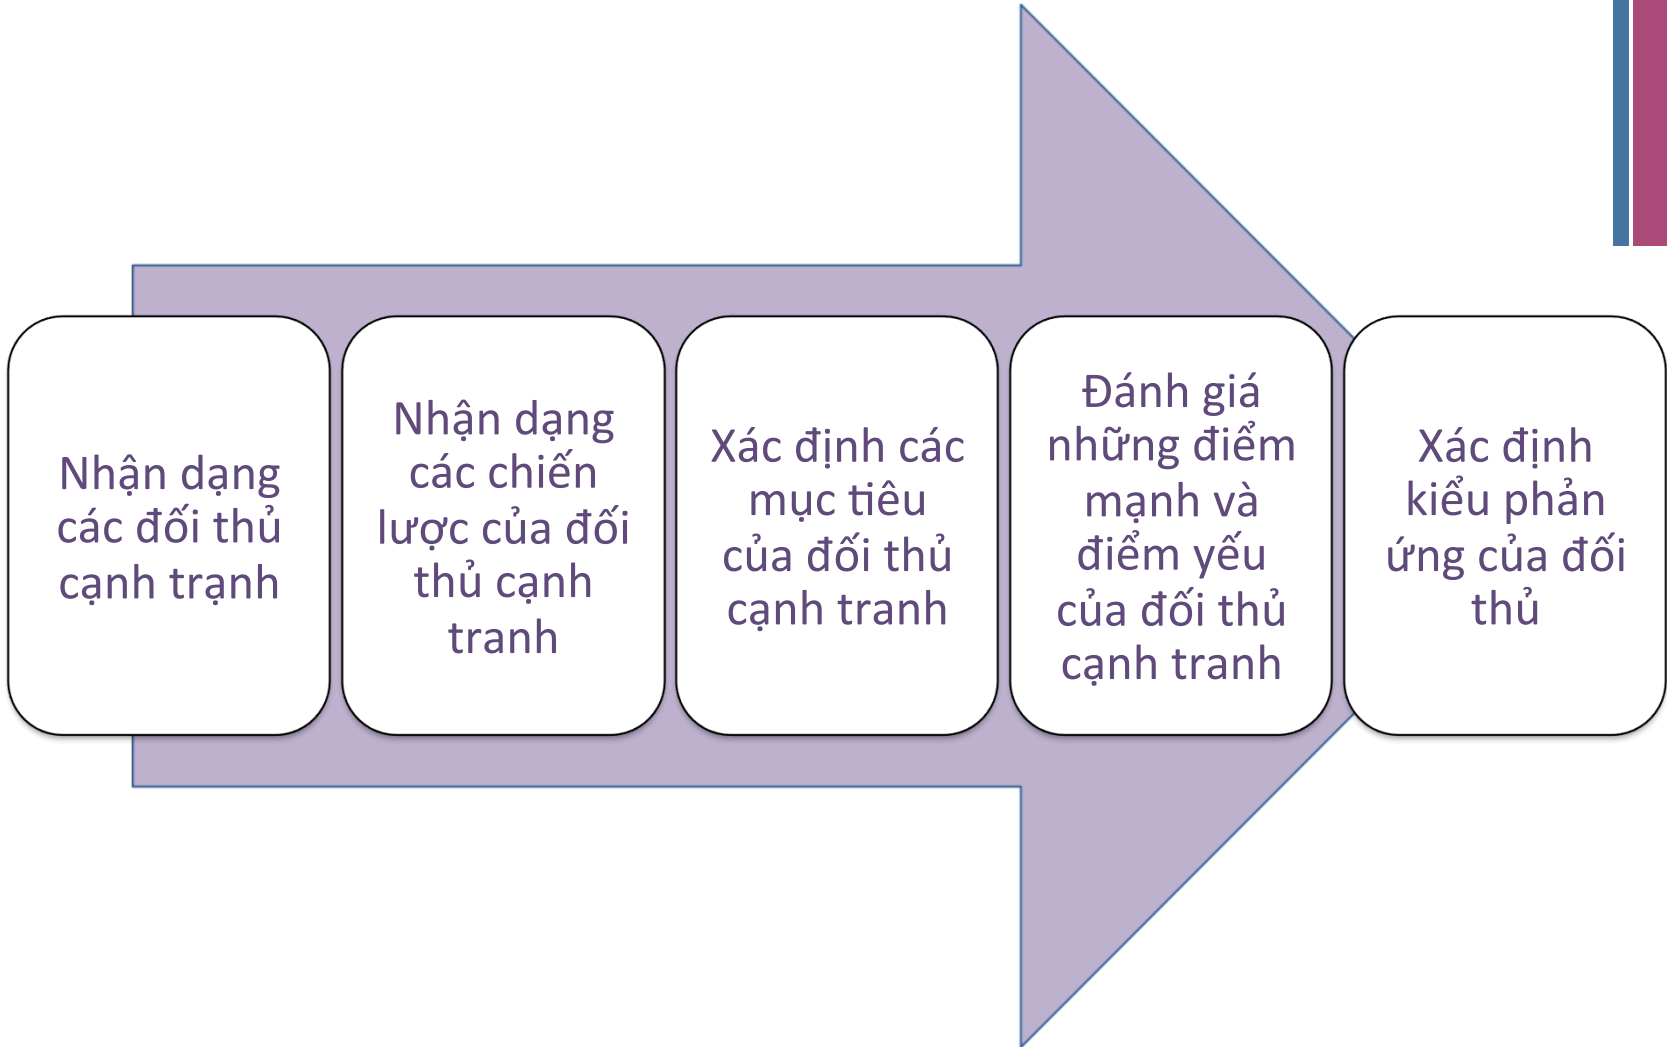 Nhận dạng
các đối thủ
cạnh trạnh
Nhận dạng
các chiến
lược của đối
thủ cạnh
tranh
Xác định các
mục tiêu
của đối thủ
cạnh tranh
Đánh giá
những điểm
mạnh và
điểm yếu
của đối thủ
cạnh tranh
Xác định
kiểu phản
ứng của đối
thủ